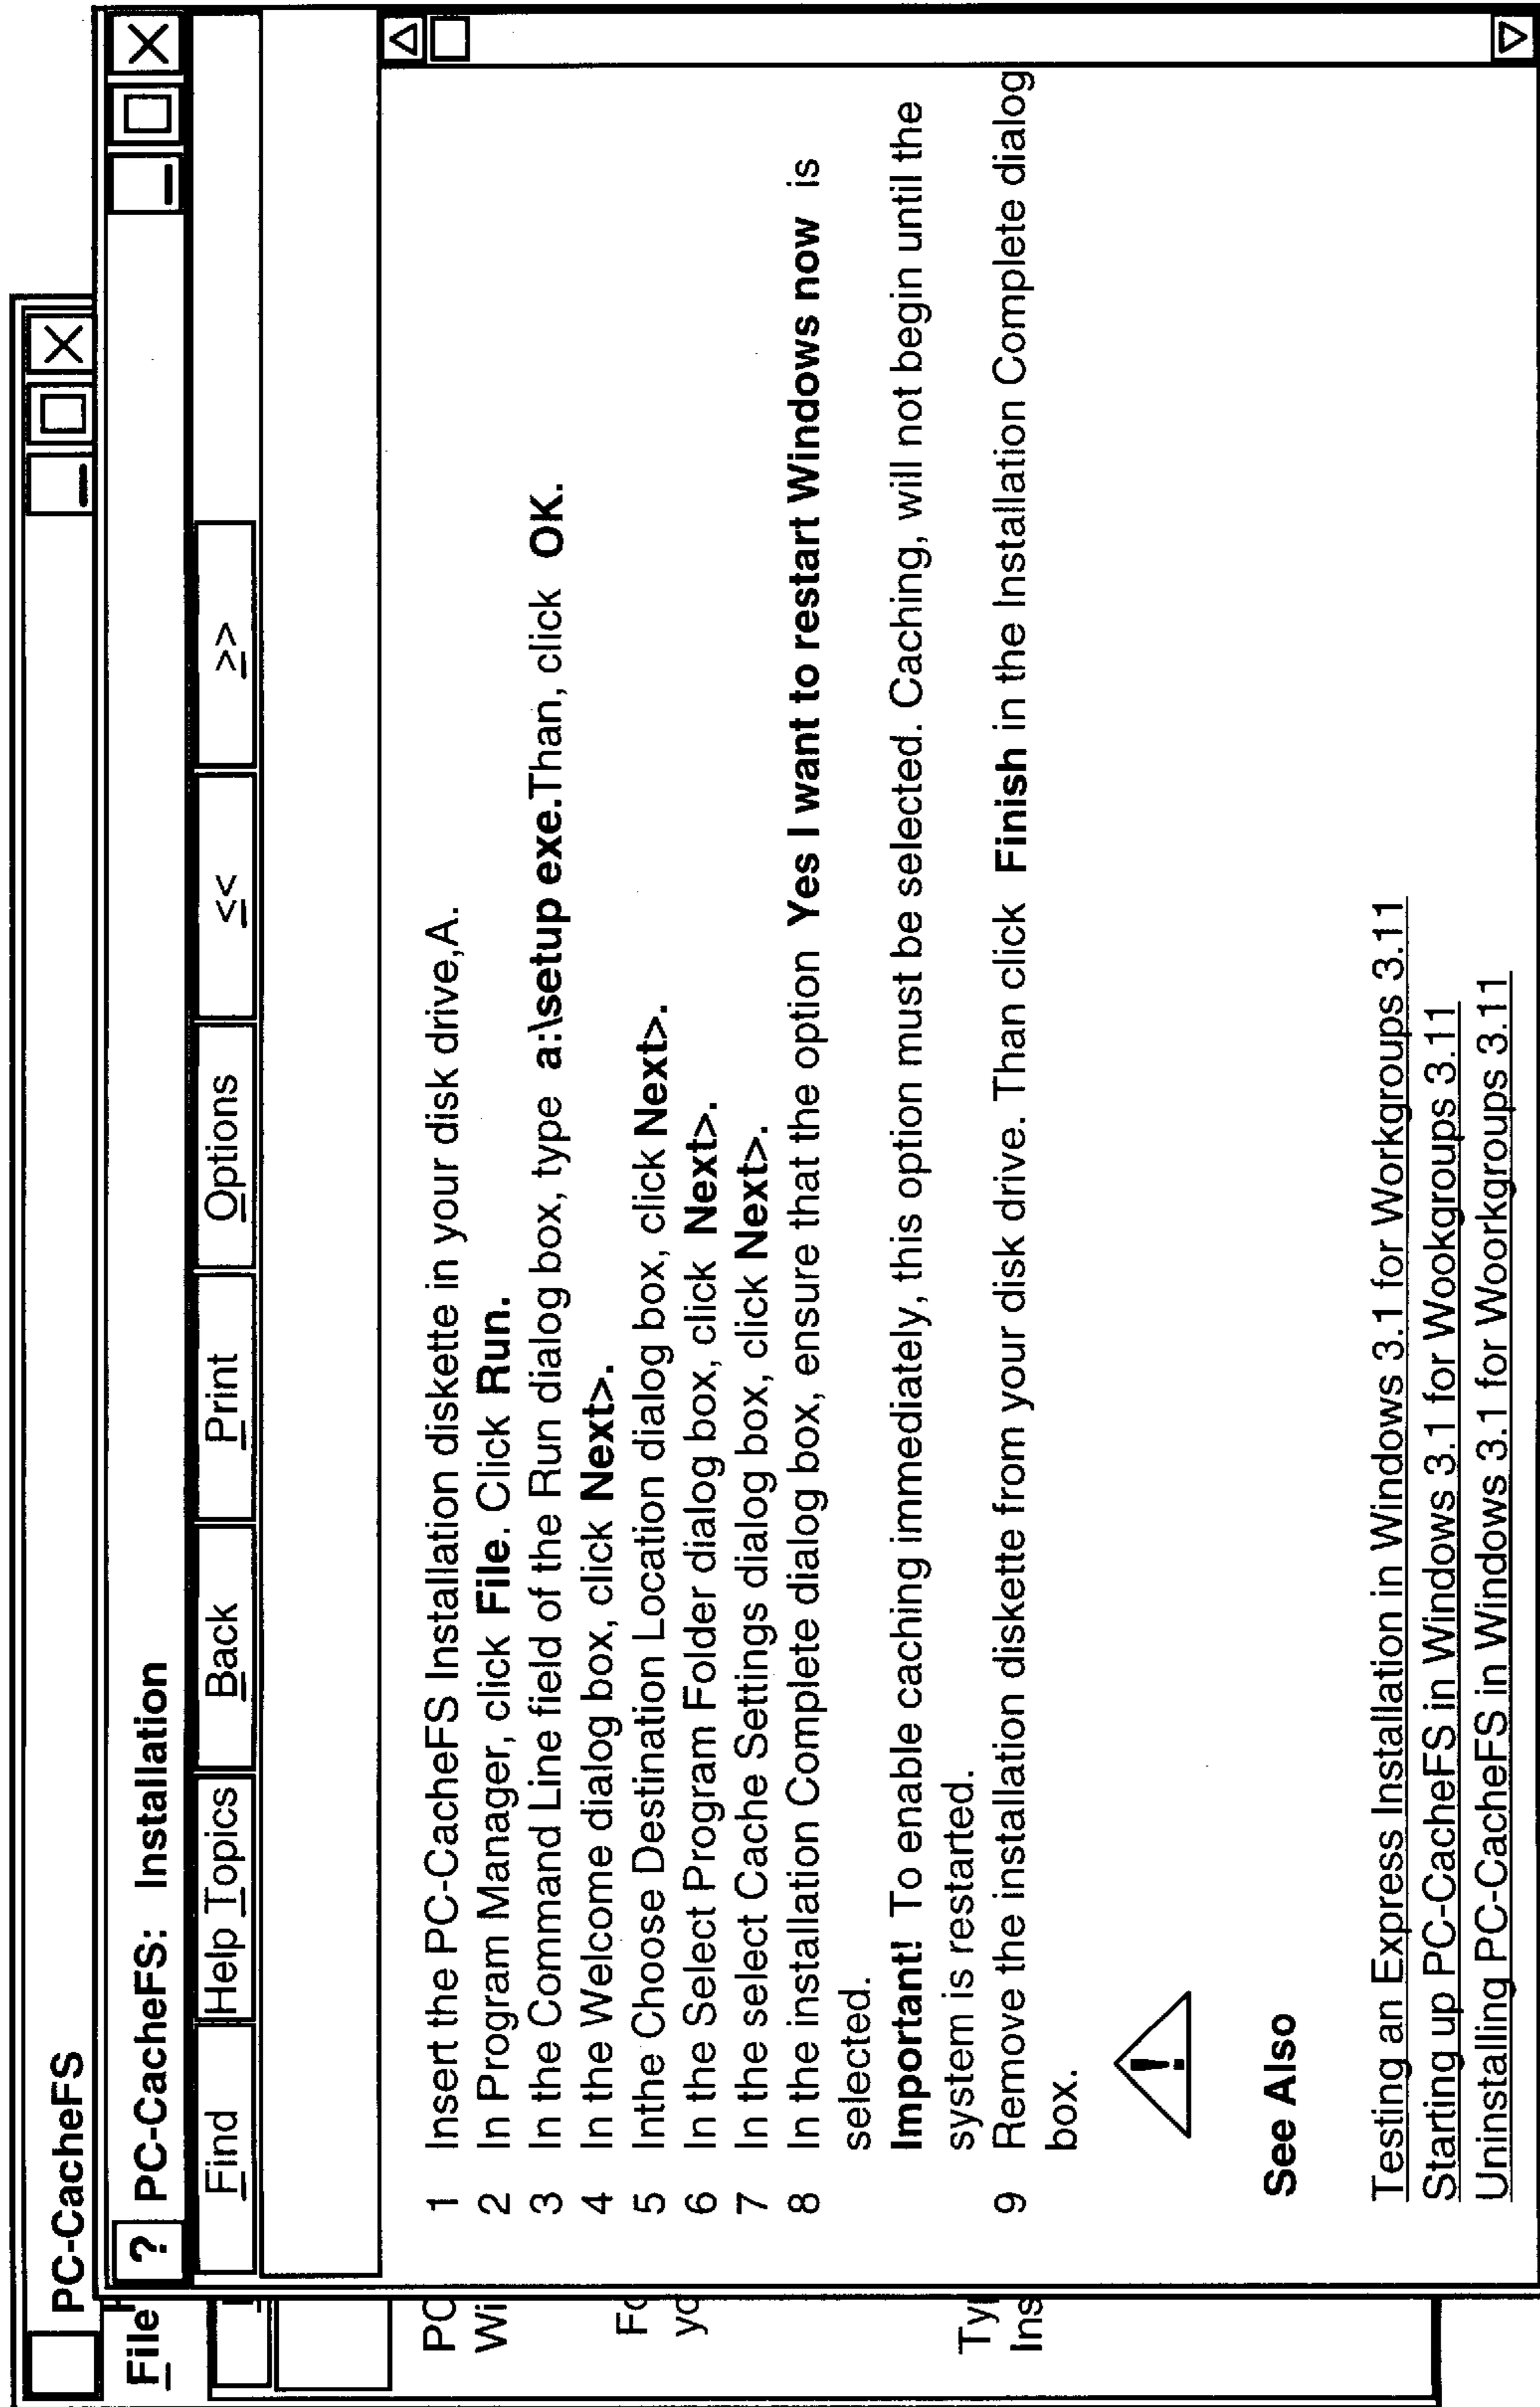 PC-CacheFS
File
? PC-CacheFS: Installation
Find Help Topics Back Print Options << >>
1 Insert the PC-CacheFS Installation diskette in your disk drive,A.
2 In Program Manager, click File. Click Run.
3 In the Command Line field of the Run dialog box, type a:\setup exe.Than, click OK.
4 In the Welcome dialog box, click Next>.
5 Inthe Choose Destination Location dialog box, click Next>.
6 In the Select Program Folder dialog box, click Next>.
7 In the select Cache Settings dialog box, click Next>.
8 In the installation Complete dialog box, ensure that the option Yes I want to restart Windows now is
selected.
Important! To enable caching immediately, this option must be selected. Caching, will not begin until the
system is restarted.
9 Remove the installation diskette from your disk drive. Than click Finish in the Installation Complete dialog
box.
!
See Also
Testing an Express Installation in Windows 3.1 for Workgroups 3.11
Starting up PC-CacheFS in Windows 3.1 for Wookgroups 3.11
Uninstalling PC-CacheFS in Windows 3.1 for Woorkgroups 3.11
PC
Wi
Fo
yo
Ty
Ins